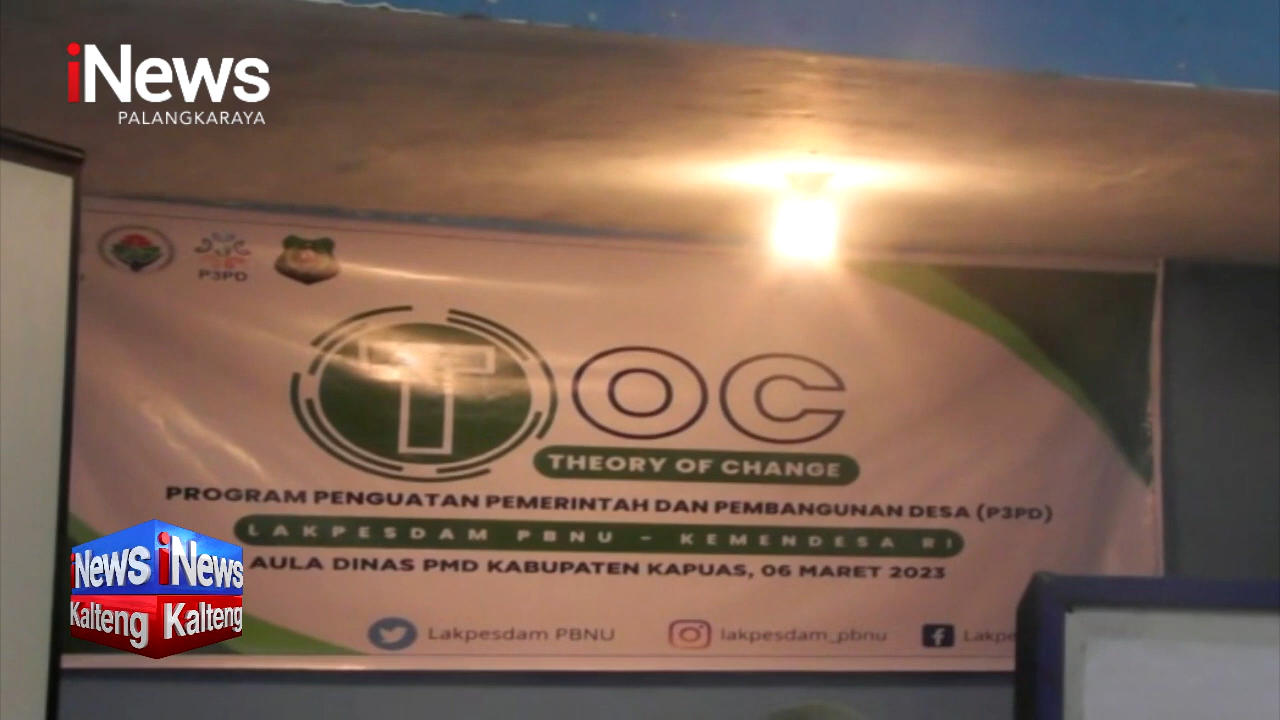 iNews
PALANGKARAYA
P3PD
TOC
THEORY OF CHANGE
PROGRAM PENGUATAN PEMERINTAH DAN PEMBANGUNAN DESA (P3PD)
LAKPESDAM PBNU - KEMENDESA RI
AULA DINAS PMD KABUPATEN KAPUAS, 06 MARET 2023
Lakpesdam PBNU
lakpesdam_pbnu
Lakpe
iNews iNews
Kalteng Kalteng